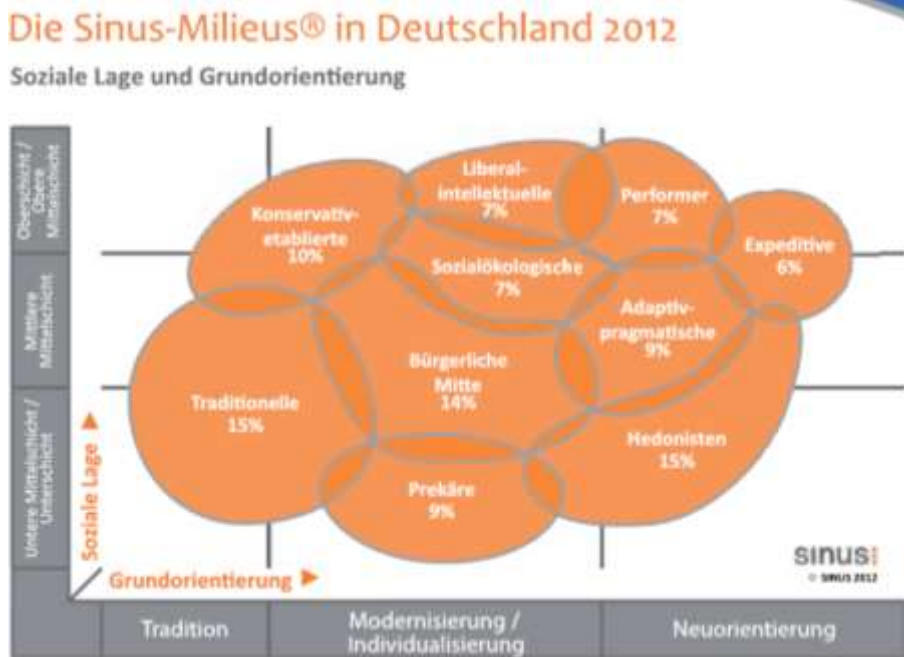 Die Sinus-Milieus® in Deutschland 2012
Soziale Lage und Grundorientierung
Oberschicht /
Obere
Mittelschicht
Mittlere
Mittelschicht
Untere Mittelschicht /
Unterschicht
Soziale Lage ▶
Konservativ-
etablierte
10%
Liberal-
intellektuelle
7%
Performer
7%
Expeditive
6%
Sozialökologische
7%
Adaptiv-
pragmatische
9%
Bürgerliche
Mitte
14%
Traditionelle
15%
Hedonisten
15%
Prekäre
9%
sinus
© SINUS 2012
Grundorientierung ▶
Tradition
Modernisierung /
Individualisierung
Neuorientierung